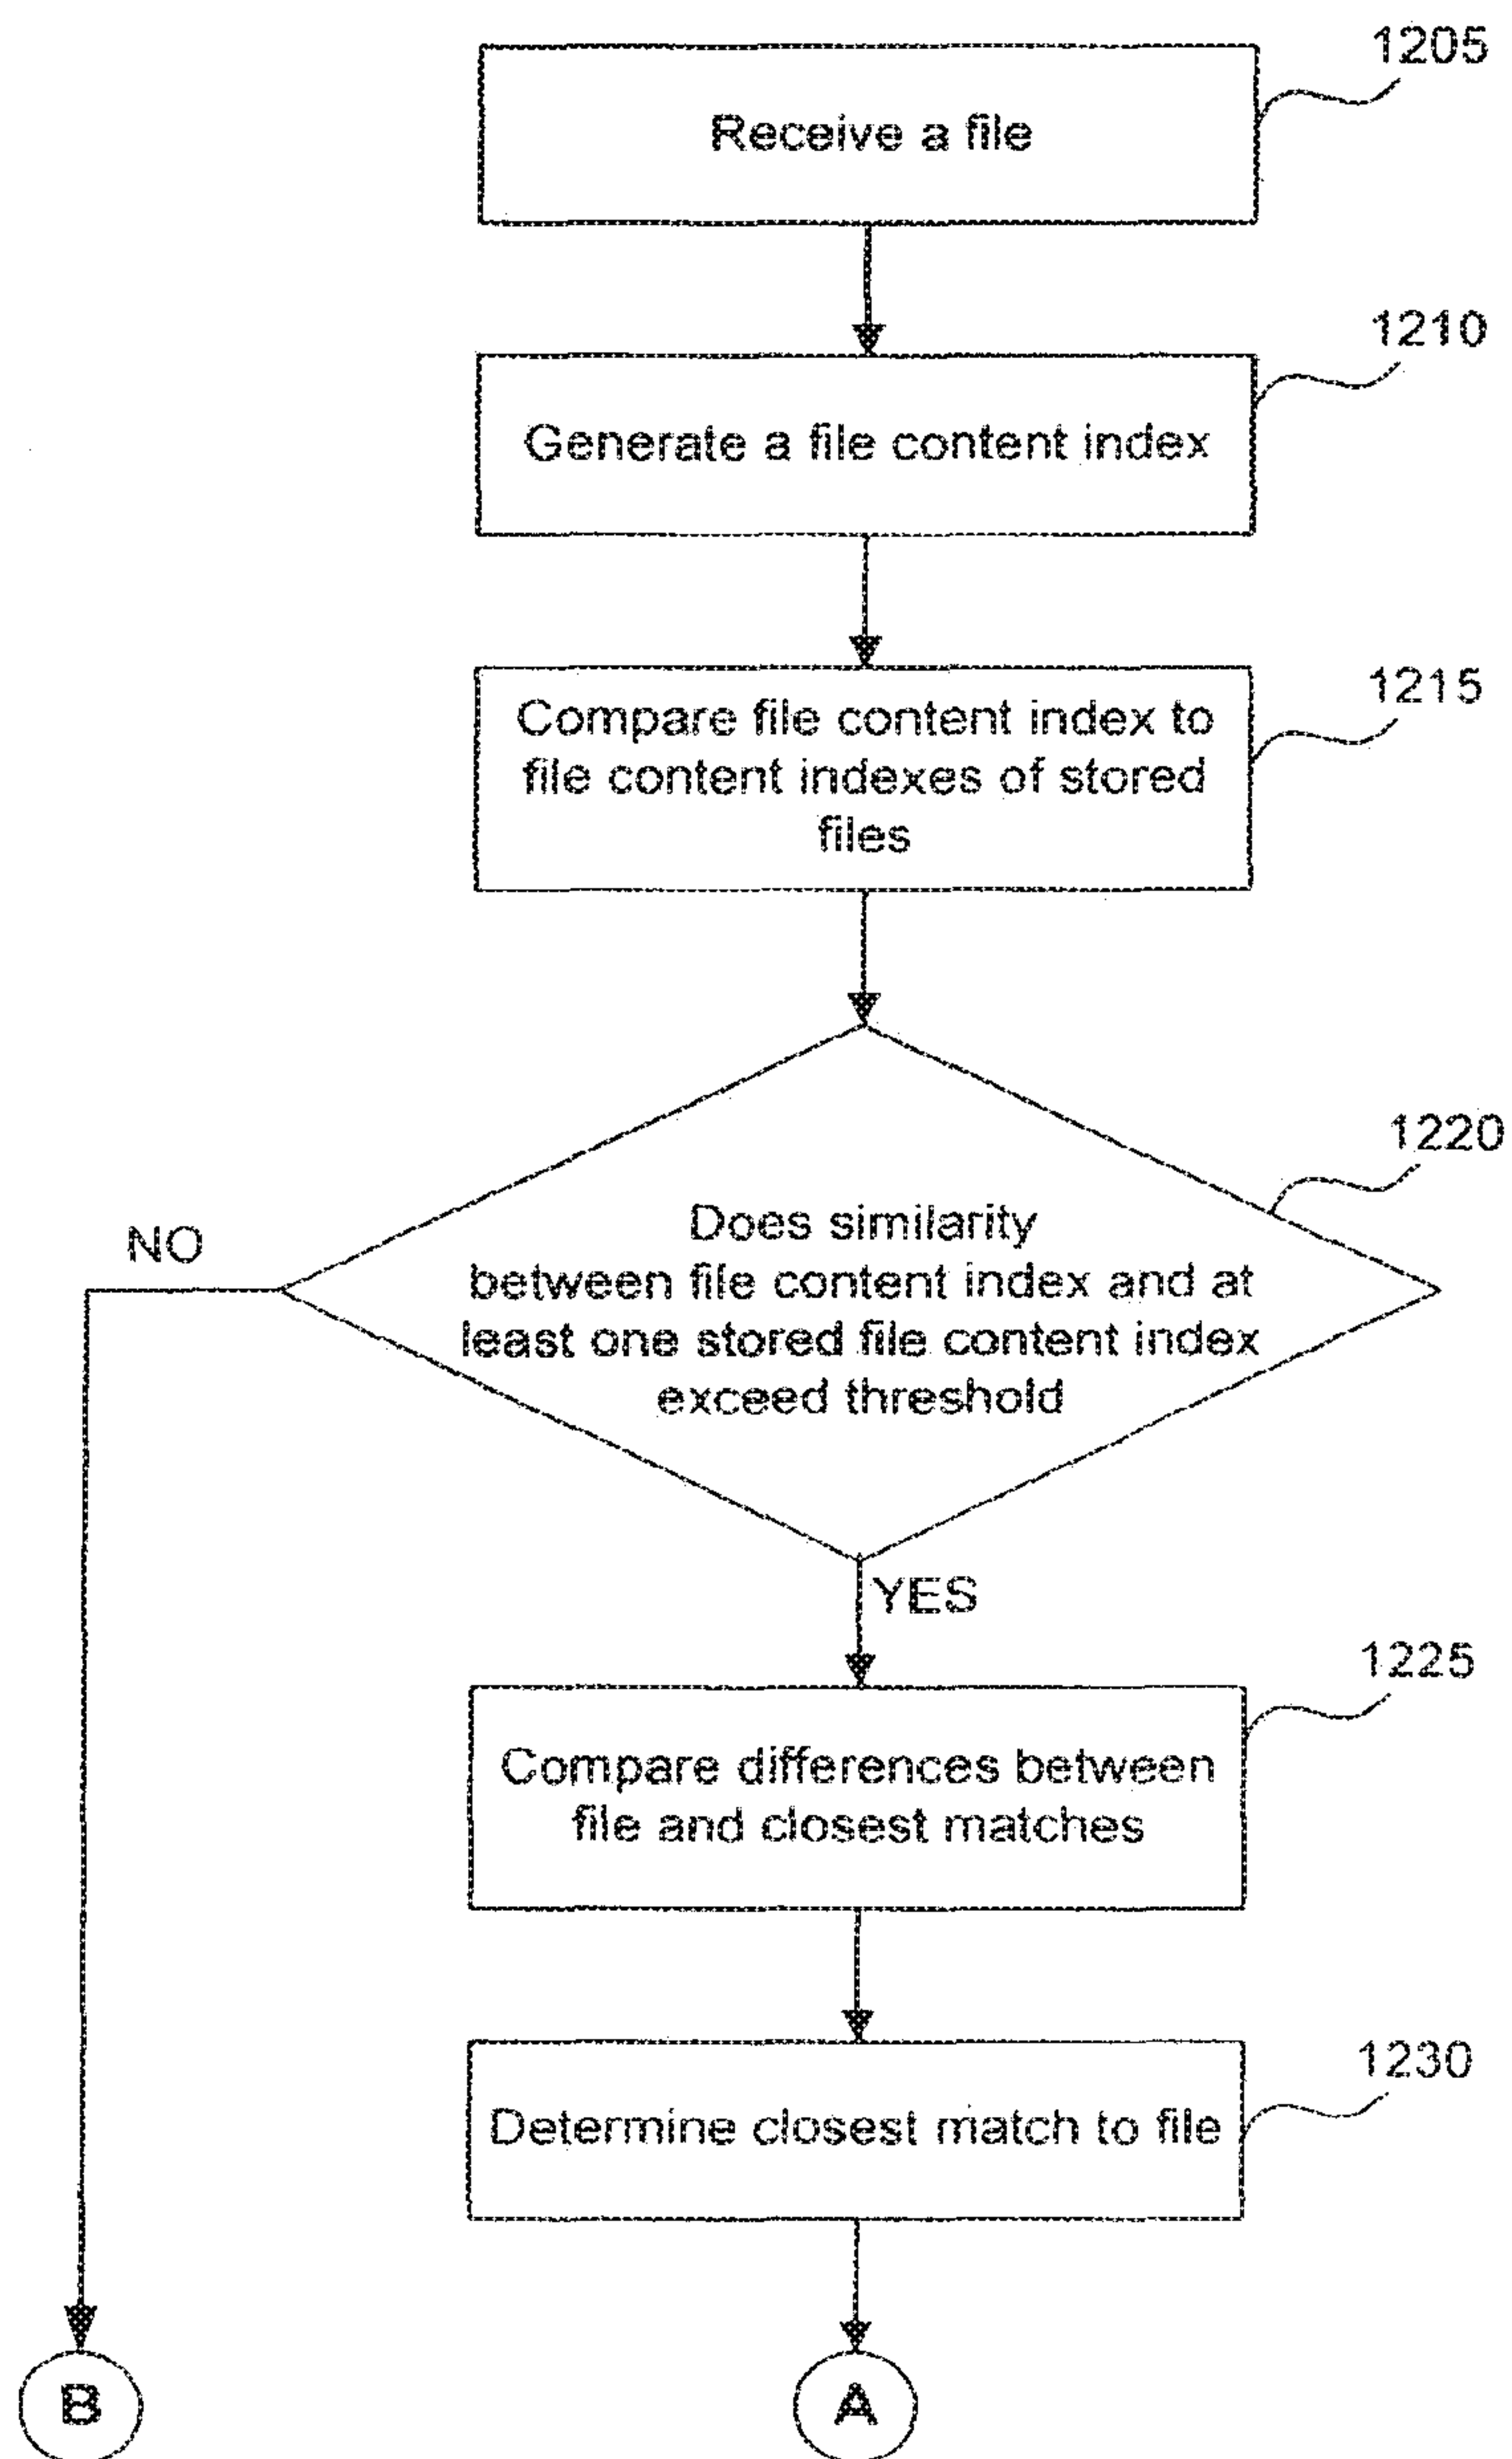 1205
Receive a file
1210
Generate a file content index
1215
Compare file content index to
file content indexes of stored
files
1220
NO
Does similarity
between file content index and at
least one stored file content index
exceed threshold
YES
1225
Compare differences between
file and closest matches
1230
Determine closest match to file
B
A